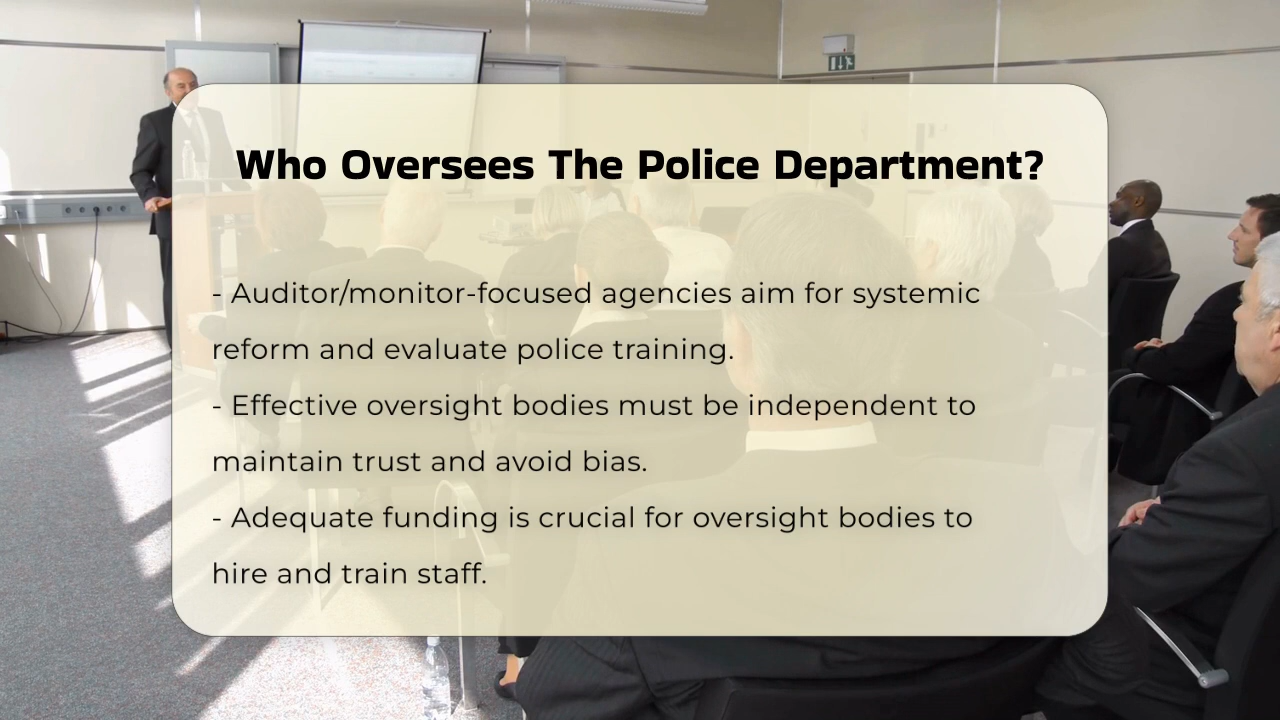 Who Oversees The Police Department?
- Auditor/monitor-focused agencies aim for systemic
reform and evaluate police training.
- Effective oversight bodies must be independent to
maintain trust and avoid bias.
- Adequate funding is crucial for oversight bodies to
hire and train staff.